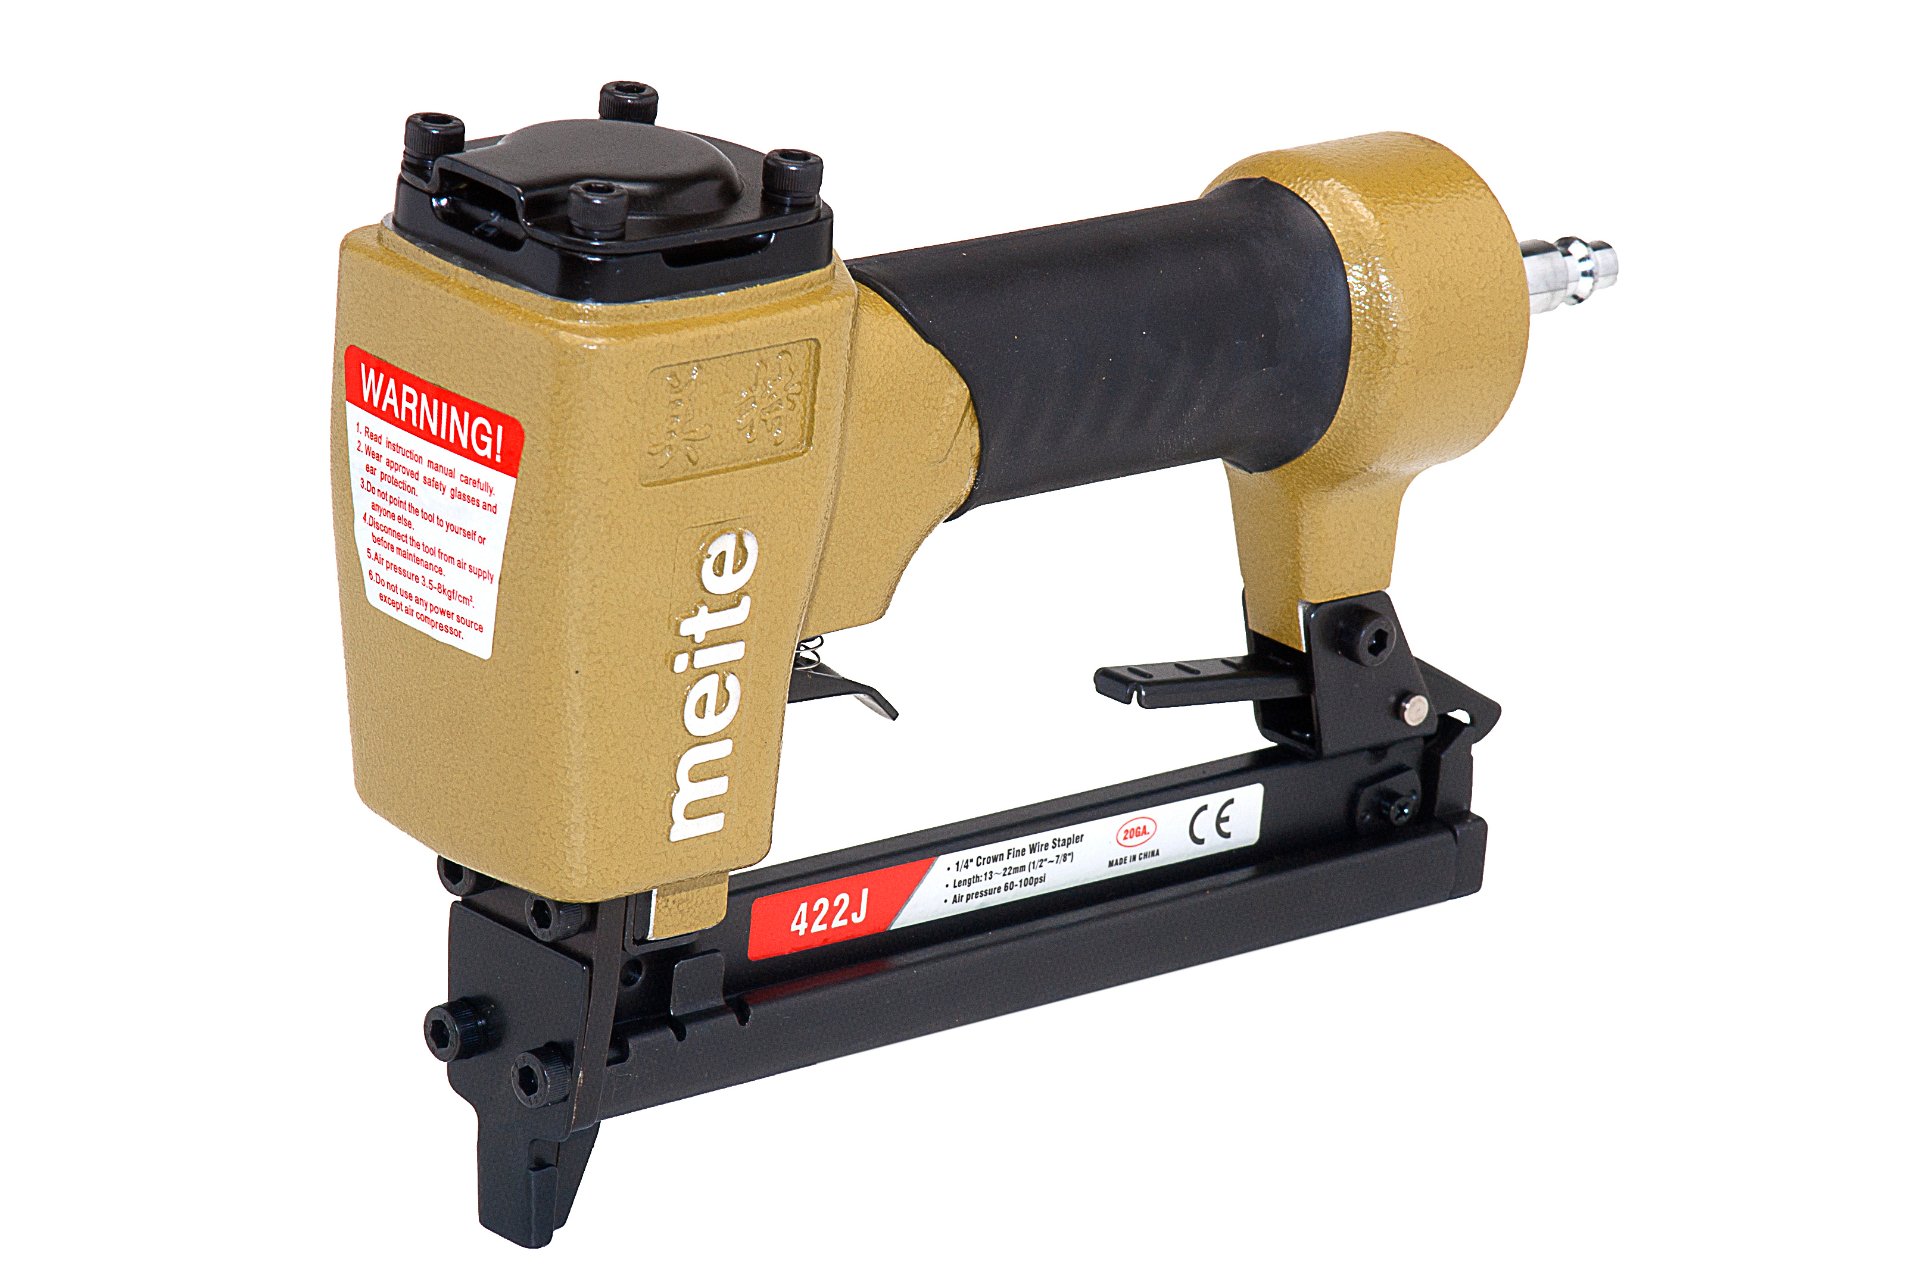 WARNING!
1. Read instruction manual carefully.
2. Wear approved safety glasses and
ear protection.
3.Do not point the tool to yourself or
anyone else.
4.Disconnect the tool from air supply
before maintenance.
5.Air pressure 3.5-8kgf/cm².
6.Do not use any power source
except air compressor.
美特
meite
422J
• 1/4" Crown Fine Wire Stapler
• Length:13~22mm (1/2"~7/8")
• Air pressure 60-100psi
20GA.
MADE IN CHINA
CE